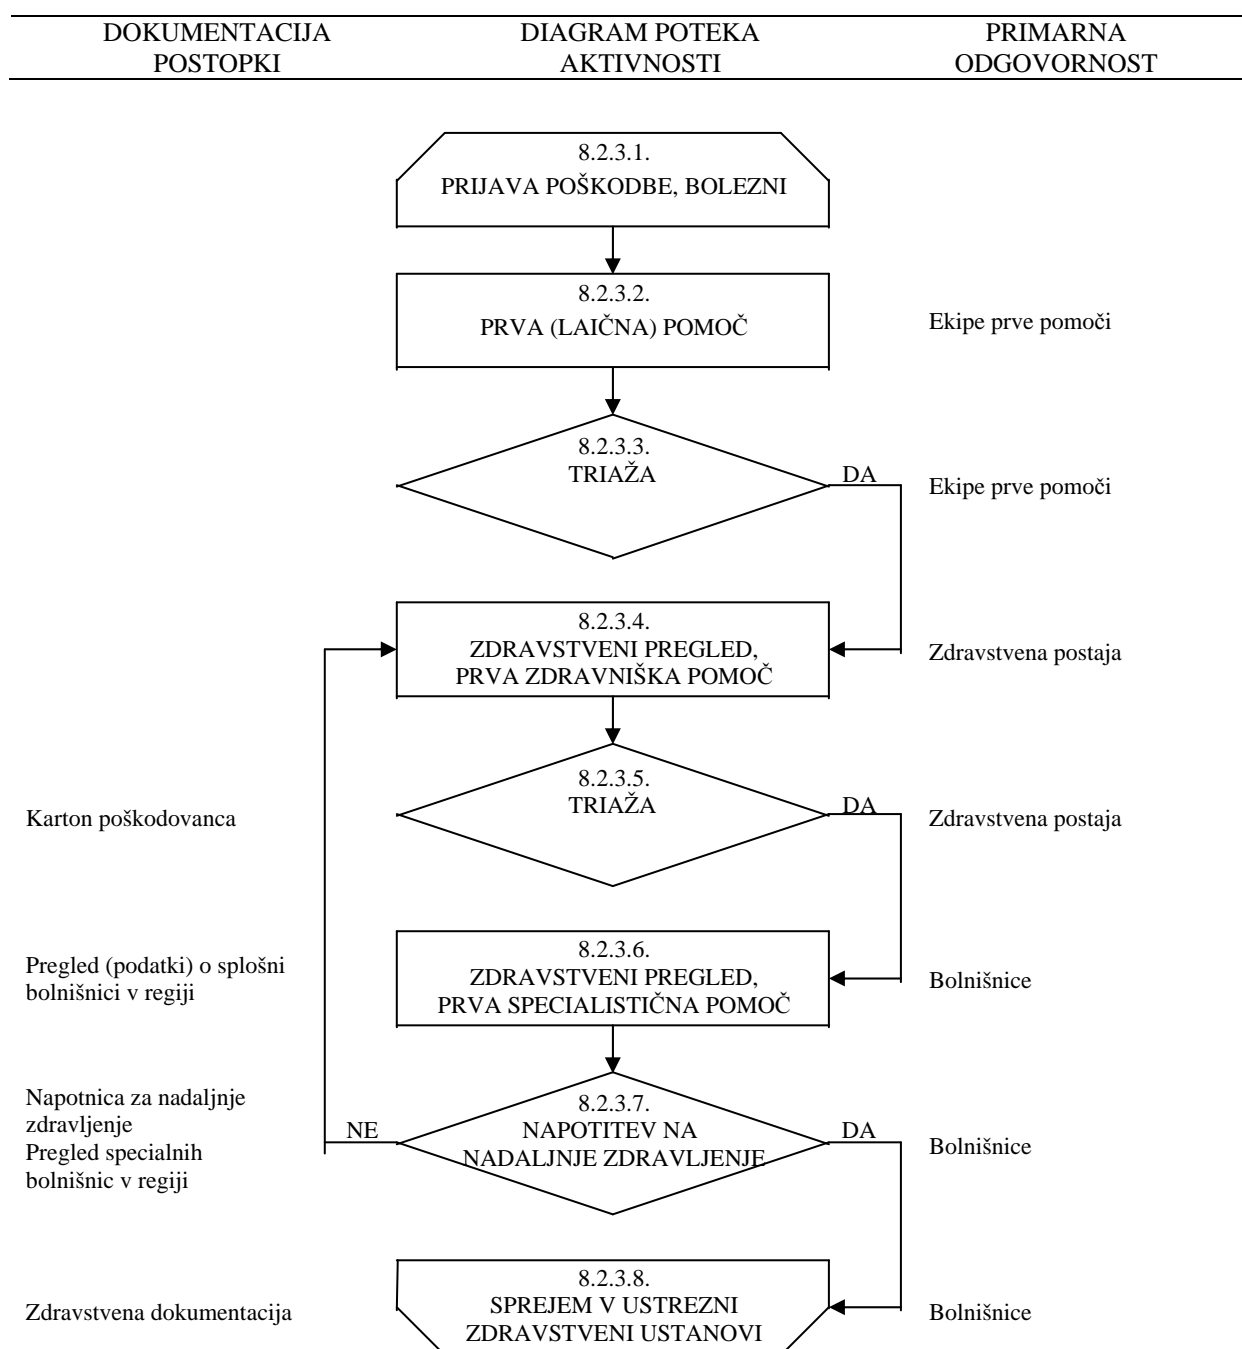 DOKUMENTACIJA
POSTOPKI
DIAGRAM POTEKA
AKTIVNOSTI
PRIMARNA
ODGOVORNOST
8.2.3.1.
PRIJAVA POŠKODBE, BOLEZNI
8.2.3.2.
PRVA (LAIČNA) POMOČ
Ekipe prve pomoči
8.2.3.3.
TRIAŽA
DA
Ekipe prve pomoči
8.2.3.4.
ZDRAVSTVENI PREGLED,
PRVA ZDRAVNIŠKA POMOČ
Zdravstvena postaja
Karton poškodovanca
8.2.3.5.
TRIAŽA
DA
Zdravstvena postaja
Pregled (podatki) o splošni
bolnišnici v regiji
8.2.3.6.
ZDRAVSTVENI PREGLED,
PRVA SPECIALISTIČNA POMOČ
Bolnišnice
Napotnica za nadaljnje
zdravljenje
Pregled specialnih
bolnišnic v regiji
NE
8.2.3.7.
NAPOTITEV NA
NADALJNJE ZDRAVLJENJE
DA
Bolnišnice
Zdravstvena dokumentacija
8.2.3.8.
SPREJEM V USTREZNI
ZDRAVSTVENI USTANOVI
Bolnišnice